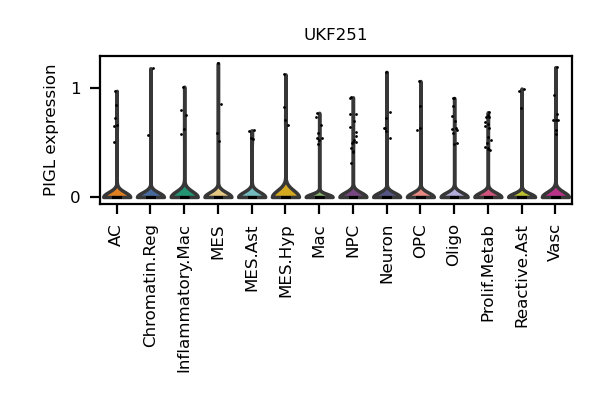 UKF251
PIGL expression
1
0
AC
Chromatin.Reg
Inflammatory.Mac
MES
MES.Ast
MES.Hyp
Mac
NPC
Neuron
OPC
Oligo
Prolif.Metab
Reactive.Ast
Vasc